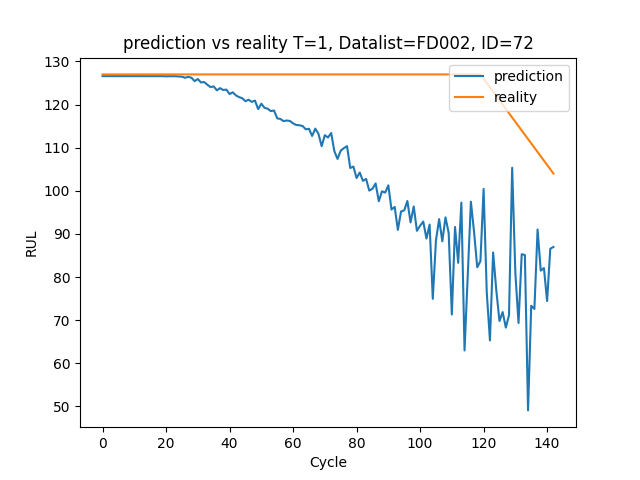 prediction vs reality T=1, Datalist=FD002, ID=72
130
120
110
100
90
80
70
60
50
RUL
prediction
reality
0 20 40 60 80 100 120 140
Cycle